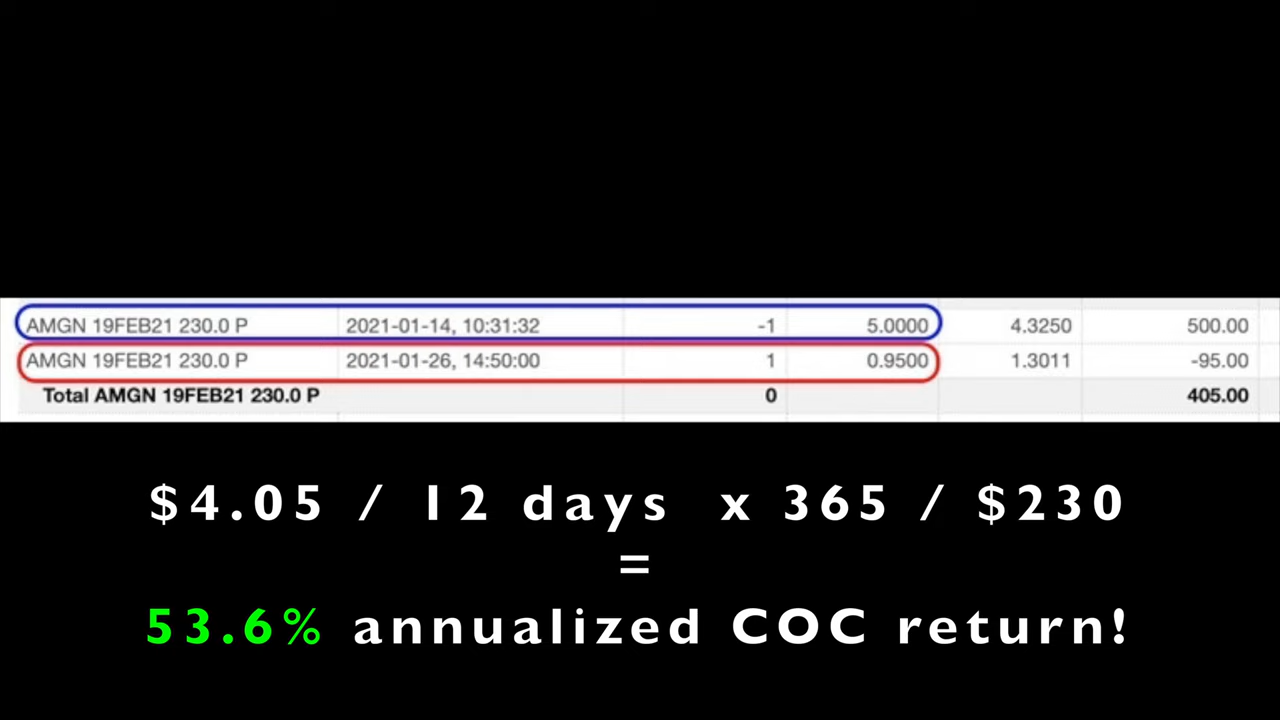 AMGN 19FEB21 230.0 P 2021-01-14, 10:31:32 -1 5.0000 4.3250 500.00
AMGN 19FEB21 230.0 P 2021-01-26, 14:50:00 1 0.9500 1.3011 -95.00
Total AMGN 19FEB21 230.0 P 0 405.00
$4.05 / 12 days x 365 / $230
=
53.6% annualized COC return!